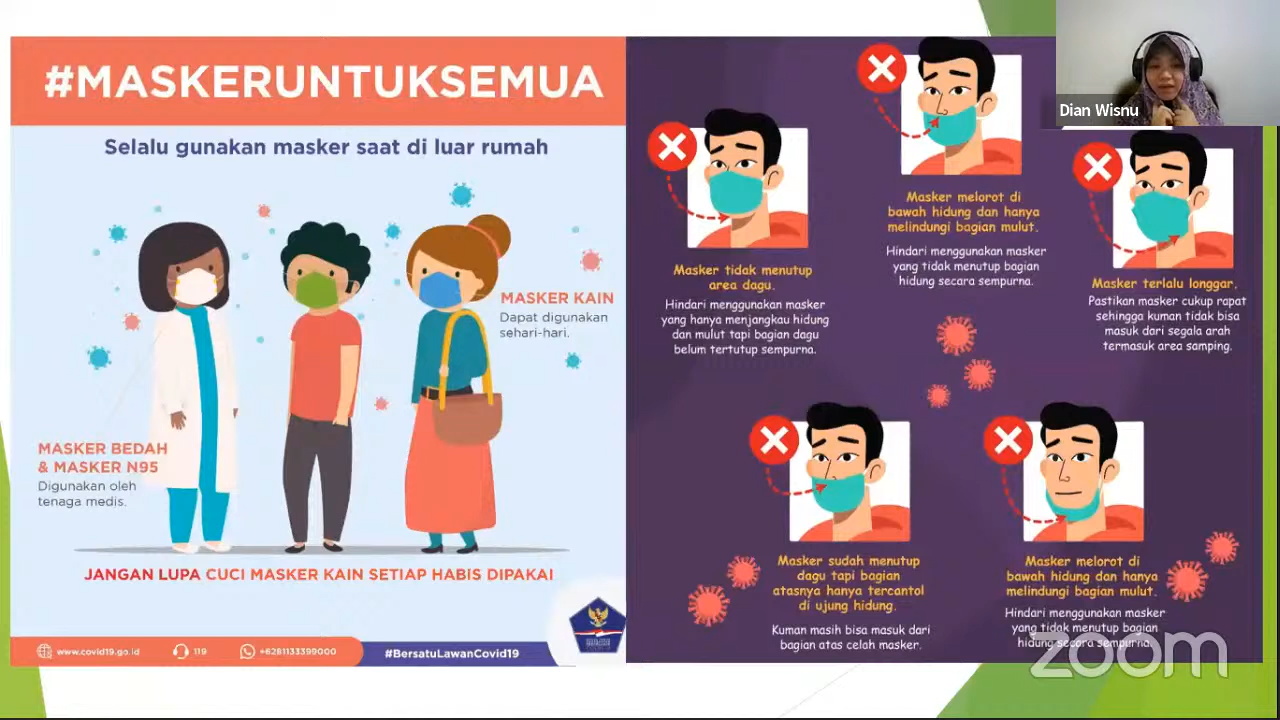 #MASKERUNTUKSEMUA
Selalu gunakan masker saat di luar rumah
MASKER KAIN
Dapat digunakan
sehari-hari.
MASKER BEDAH
& MASKER N95
Digunakan oleh
tenaga medis.
JANGAN LUPA CUCI MASKER KAIN SETIAP HABIS DIPAKAI
www.covid19.go.id
119
+6281133399000
#BersatuLawanCovid19
Masker tidak menutup
area dagu.
Hindari menggunakan masker
yang hanya menjangkau hidung
dan mulut tapi bagian dagu
belum tertutup sempurna.
Masker melorot di
bawah hidung dan hanya
melindungi bagian mulut.
Hindari menggunakan masker
yang tidak menutup bagian
hidung secara sempurna.
Dian Wisnu
Masker terlalu longgar.
Pastikan masker cukup rapat
sehingga kuman tidak bisa
masuk dari segala arah
termasuk area samping.
Masker sudah menutup
dagu tapi bagian
atasnya hanya tercantol
di ujung hidung.
Kuman masih bisa masuk dari
bagian atas celah masker.
Masker melorot di
bawah hidung dan hanya
melindungi bagian mulut.
Hindari menggunakan masker
yang tidak menutup bagian
hidung secara sempurna.
zoom